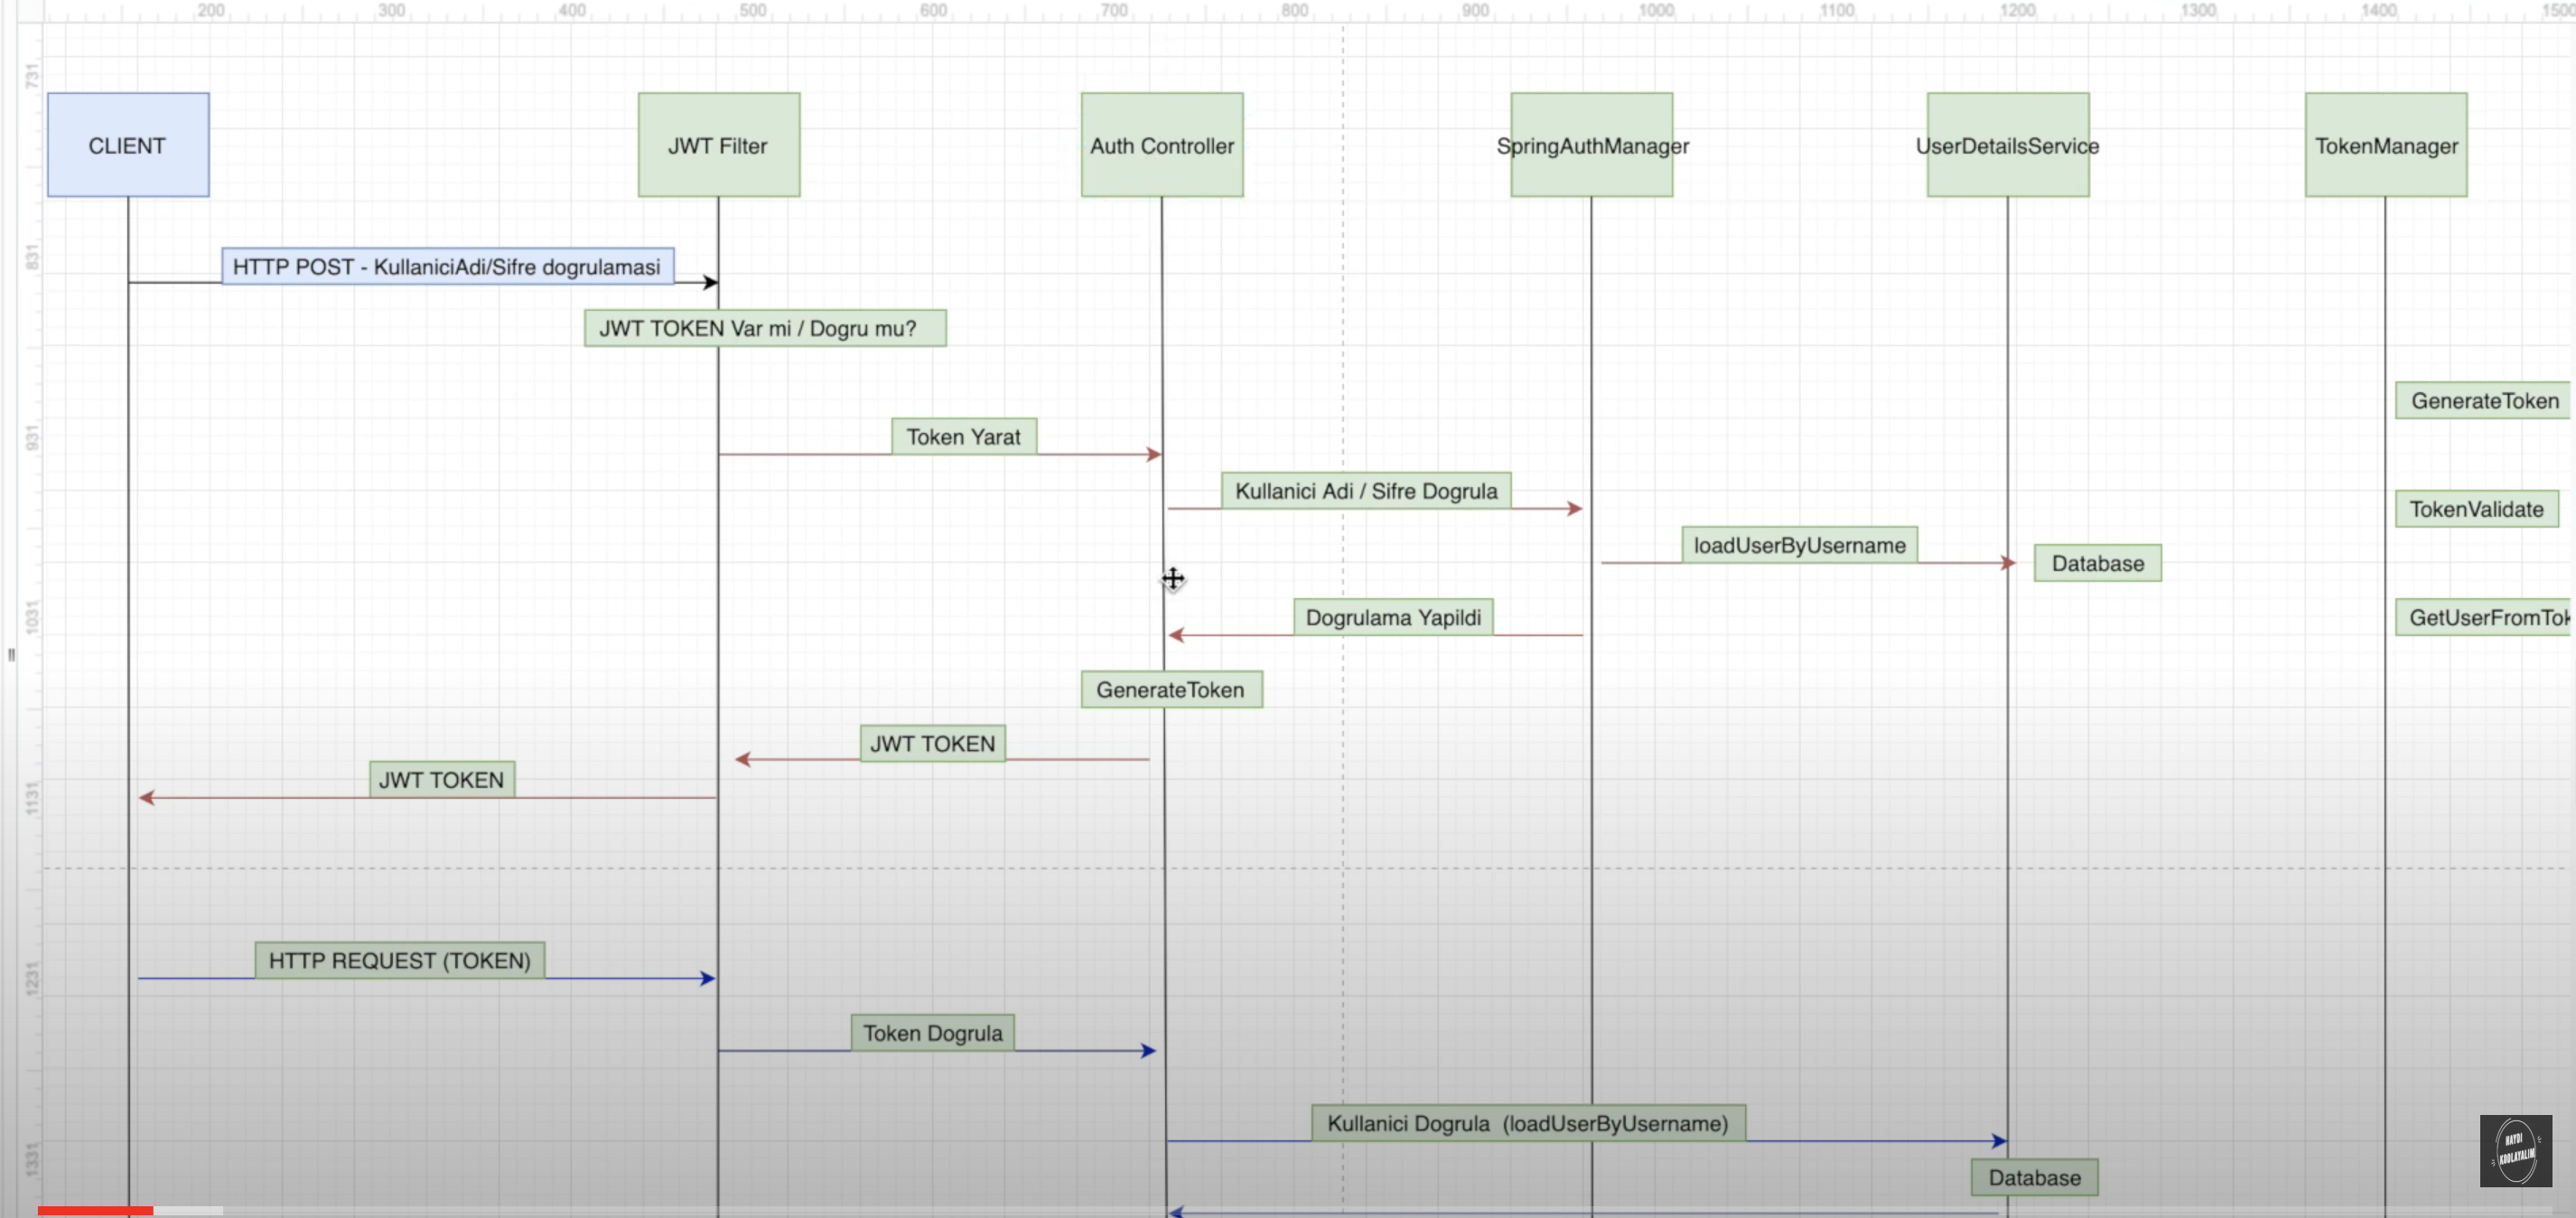 200 300 400 500 600 700 800 900 1000 1100 1200 1300 1400 1500
731
CLIENT
JWT Filter
Auth Controller
SpringAuthManager
UserDetailsService
TokenManager
831
HTTP POST - KullaniciAdi/Sifre dogrulamasi
JWT TOKEN Var mi / Dogru mu?
GenerateToken
931
Token Yarat
Kullanici Adi / Sifre Dogrula
TokenValidate
loadUserByUsername
Database
1031
Dogrulama Yapildi
GetUserFromTok
GenerateToken
JWT TOKEN
JWT TOKEN
1131
HTTP REQUEST (TOKEN)
1231
Token Dogrula
Kullanici Dogrula (loadUserByUsername)
1331
Database
HAYDI
KODLAYALIM